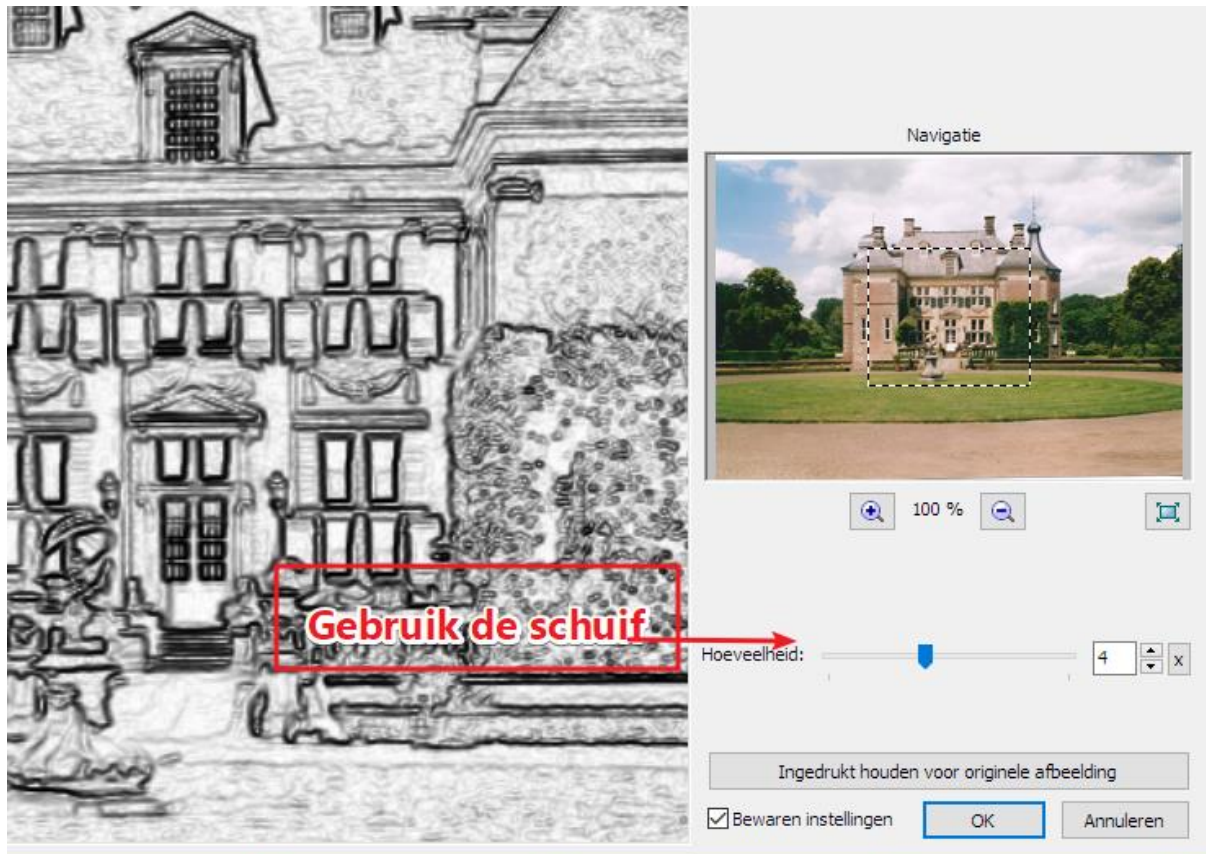 Navigatie
100 %
Gebruik de schuif
Hoeveelheid:
4
x
Ingedrukt houden voor originele afbeelding
Bewaren instellingen
OK
Annuleren